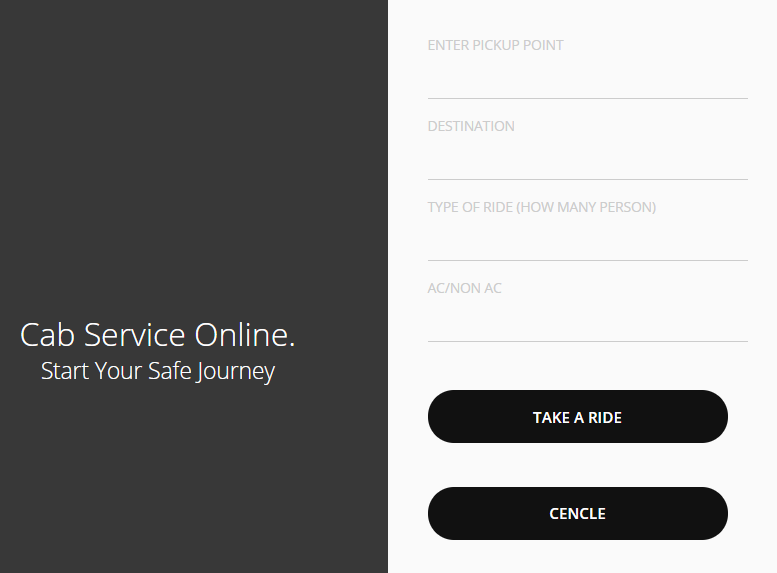 Cab Service Online.
Start Your Safe Journey
ENTER PICKUP POINT
DESTINATION
TYPE OF RIDE (HOW MANY PERSON)
AC/NON AC
TAKE A RIDE
CENCLE